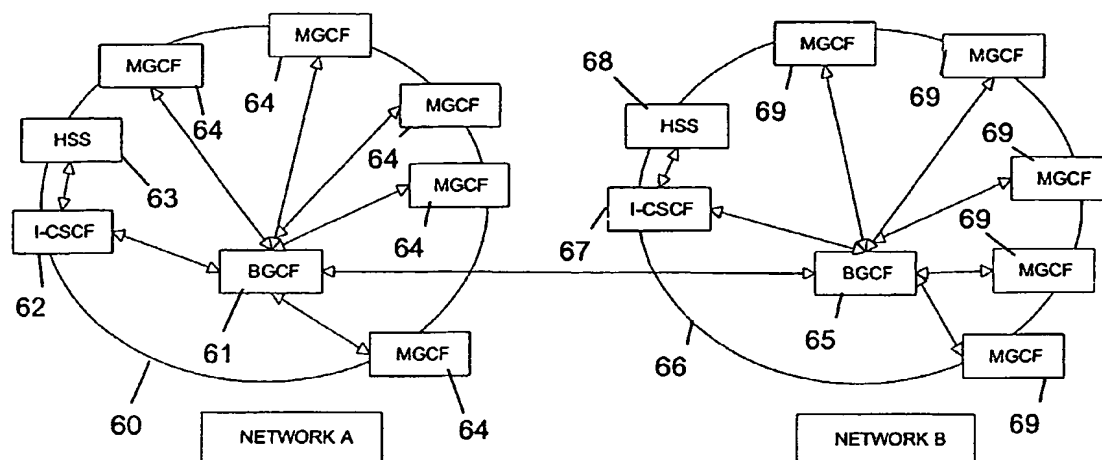 MGCF
MGCF
64
64
MGCF
64
HSS
63
MGCF
64
I-CSCF
62
BGCF
61
MGCF
64
60
NETWORK A
MGCF
69
MGCF
69
68
HSS
69
MGCF
I-CSCF
67
69
BGCF
65
MGCF
66
MGCF
69
NETWORK B